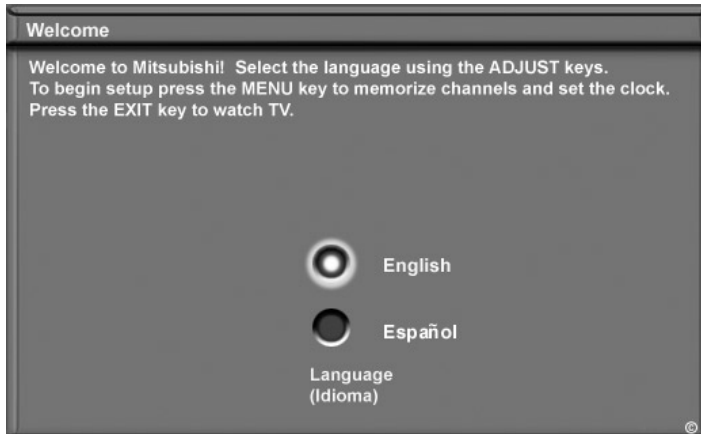 Welcome
Welcome to Mitsubishi!  Select the language using the ADJUST keys.
To begin setup press the MENU key to memorize channels and set the clock.
Press the EXIT key to watch TV.
English
Español
Language
(Idioma)
©